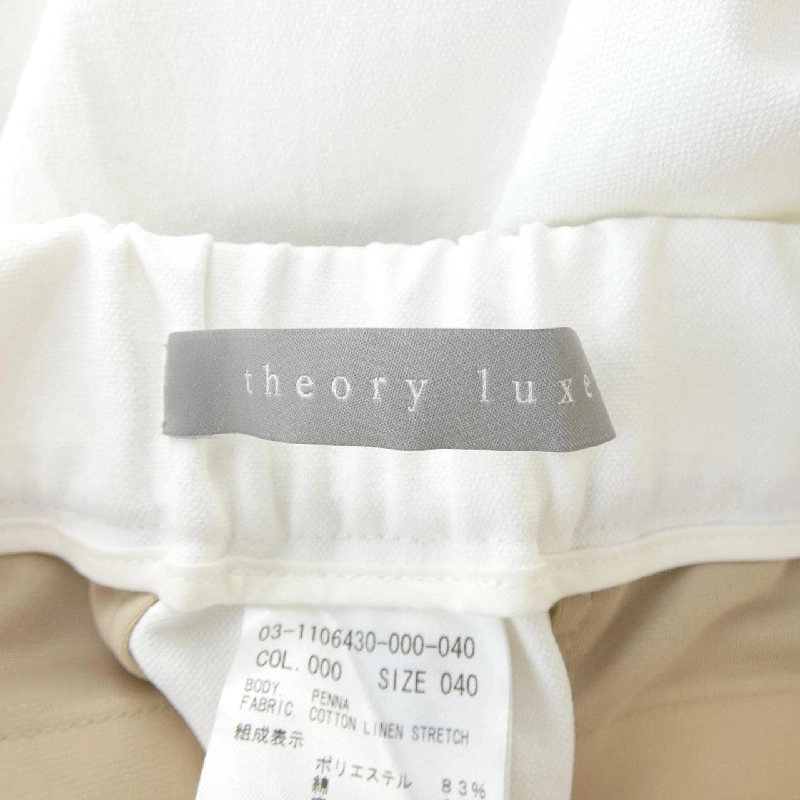 theory luxe
03-1106430-000-040
COL. 000 SIZE 040
BODY. PENNA
FABRIC. COTTON LINEN STRETCH
組成表示
ポリエステル 83%
綿